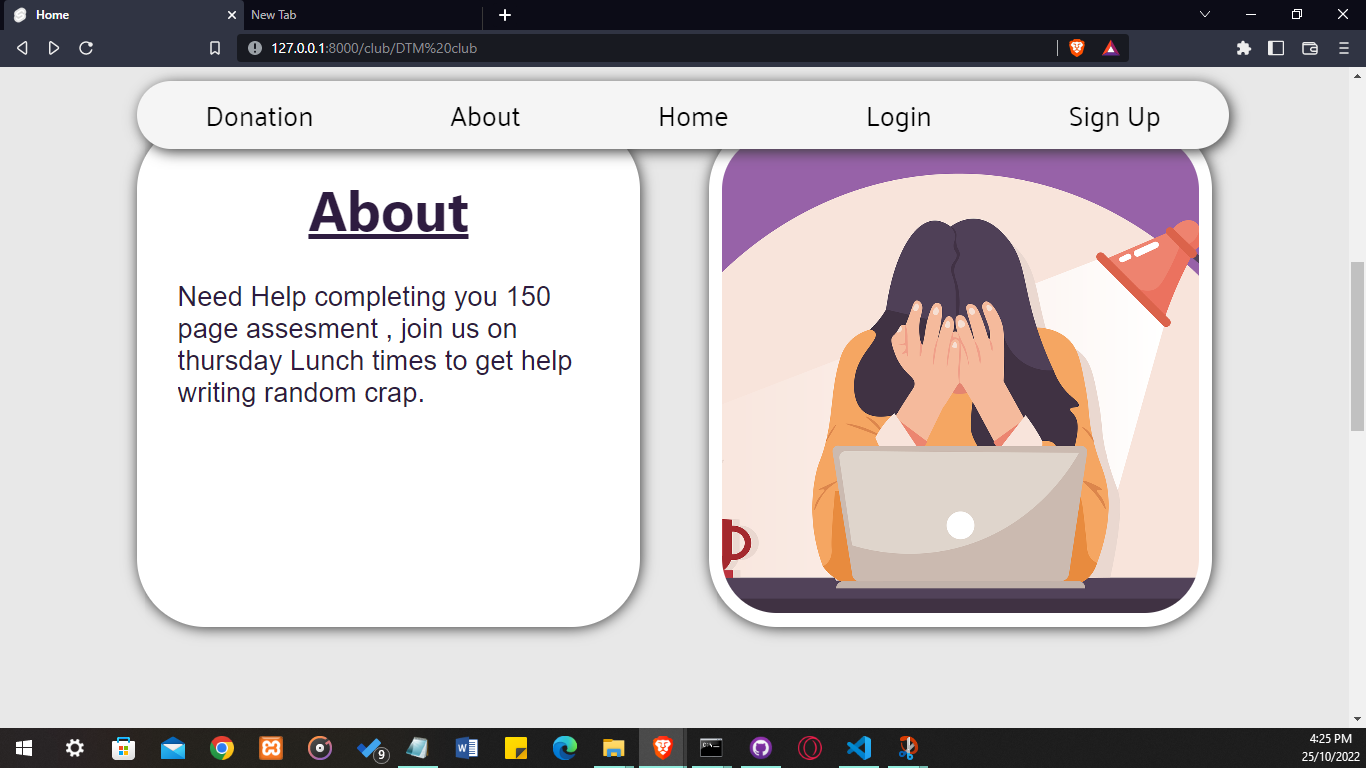 Home
New Tab
127.0.0.1:8000/club/DTM%20club
Donation About Home Login Sign Up
About
Need Help completing you 150
page assesment , join us on
thursday Lunch times to get help
writing random crap.
9
4:25 PM
25/10/2022